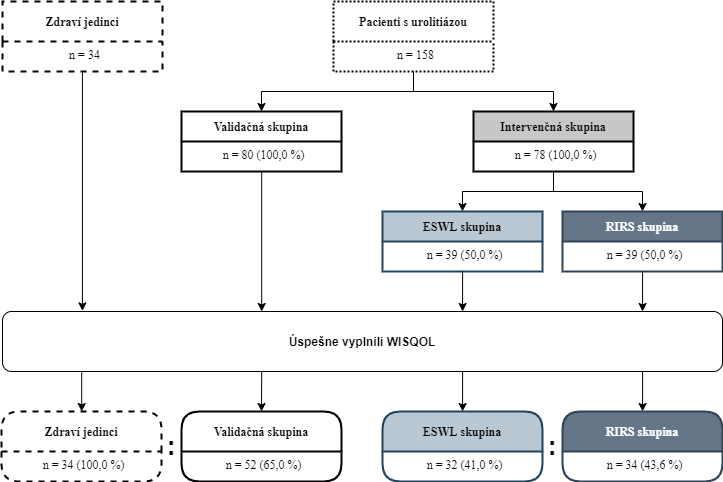 Zdraví jedinci
n = 34
Pacienti s urolitiázou
n = 158
Validačná skupina
n = 80 (100,0 %)
Intervenčná skupina
n = 78 (100,0 %)
ESWL skupina
n = 39 (50,0 %)
RIRS skupina
n = 39 (50,0 %)
Úspešne vyplnili WISQOL
Zdraví jedinci
n = 34 (100,0 %)
:
Validačná skupina
n = 52 (65,0 %)
ESWL skupina
n = 32 (41,0 %)
:
RIRS skupina
n = 34 (43,6 %)